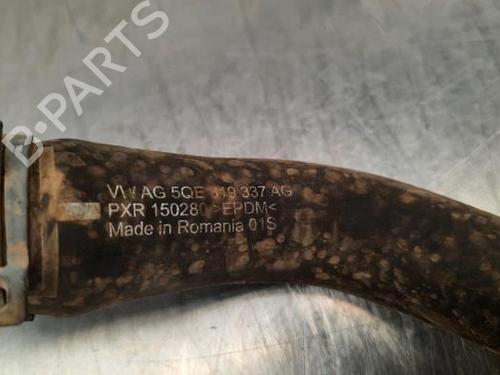 VW AG 5QE 819 337 AG
PXR 150280 >EPDM<
Made in Romania 01S
B-PARTS